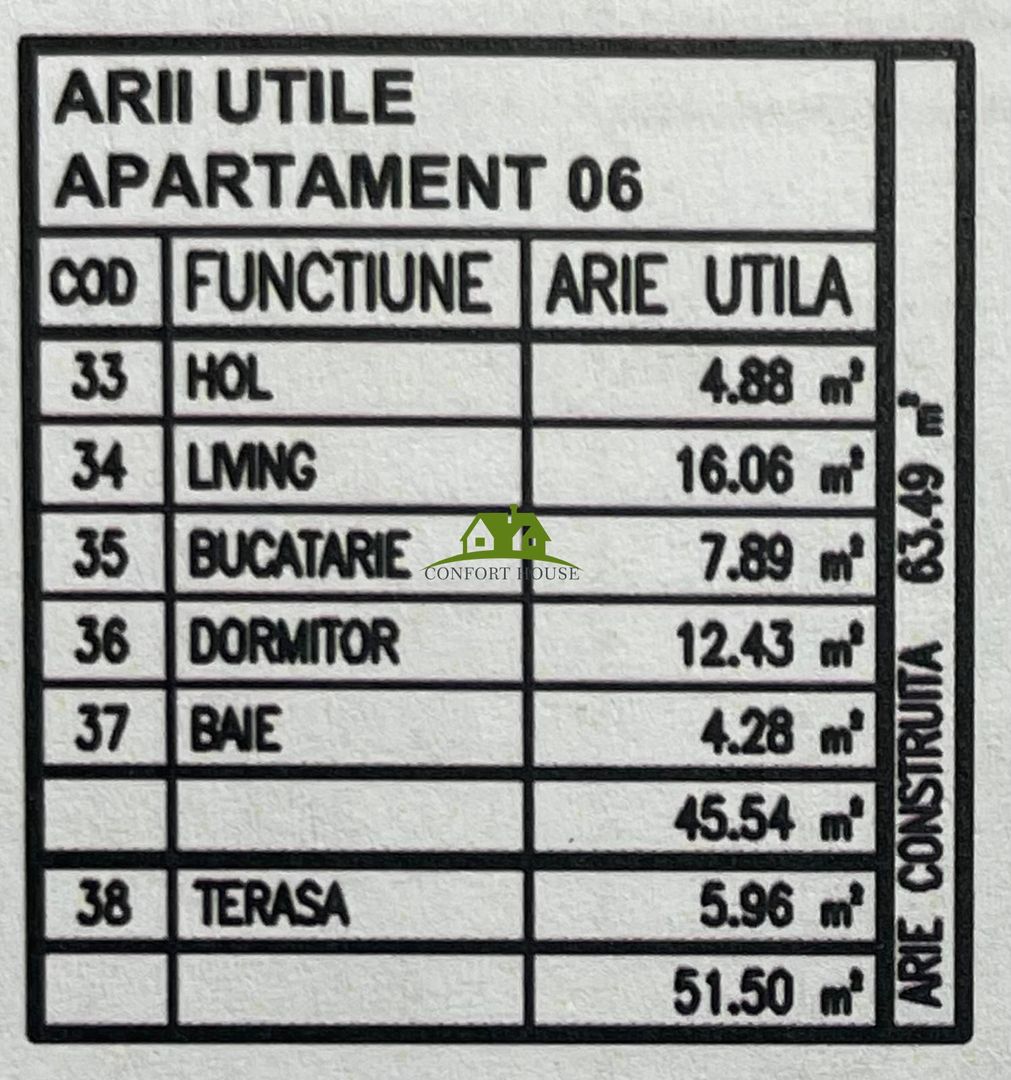 ARII UTILE
APARTAMENT 06
COD FUNCTIUNE ARIE UTILA
33 HOL 4.88 m²
34 LIVING 16.06 m²
35 BUCATARIE 7.89 m²
36 DORMITOR 12.43 m²
37 BAIE 4.28 m²
45.54 m²
38 TERASA 5.96 m²
51.50 m²
ARIE CONSTRUITA 63.49 m²
CONFORT HOUSE